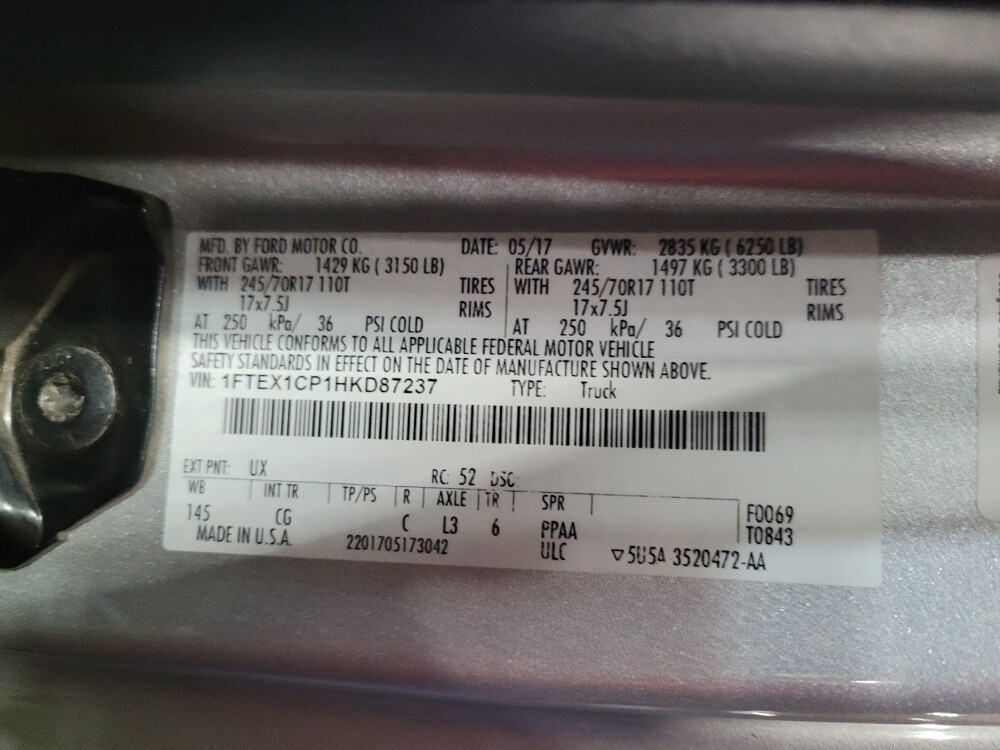 MFD. BY FORD MOTOR CO. DATE: 05/17 GVWR: 2835 KG ( 6250 LB)
FRONT GAWR: 1429 KG ( 3150 LB) REAR GAWR: 1497 KG ( 3300 LB)
WITH 245/70R17 110T TIRES WITH 245/70R17 110T TIRES
17x7.5J RIMS 17x7.5J RIMS
AT 250 kPa/ 36 PSI COLD AT 250 kPa/ 36 PSI COLD
THIS VEHICLE CONFORMS TO ALL APPLICABLE FEDERAL MOTOR VEHICLE
SAFETY STANDARDS IN EFFECT ON THE DATE OF MANUFACTURE SHOWN ABOVE.
VIN: 1FTEX1CP1HKD87237 TYPE: Truck
EXT PNT: UX RC: 52 DSO:
WB INT TR TP/PS R AXLE TR SPR
145 CG C L3 6 PPAA F0069
MADE IN U.S.A. 2201705173042 ULC T0843
▽5U5A 3520472-AA